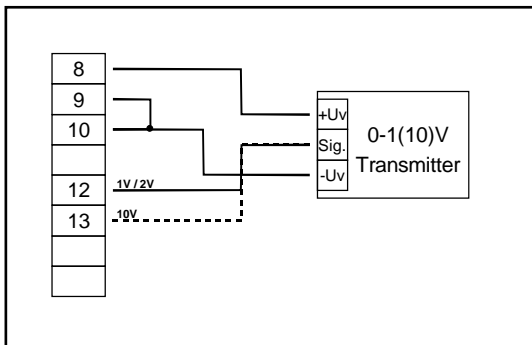 8
9
10
12
13
1V / 2V
10V
+Uv
Sig.
-Uv
0-1(10)V
Transmitter